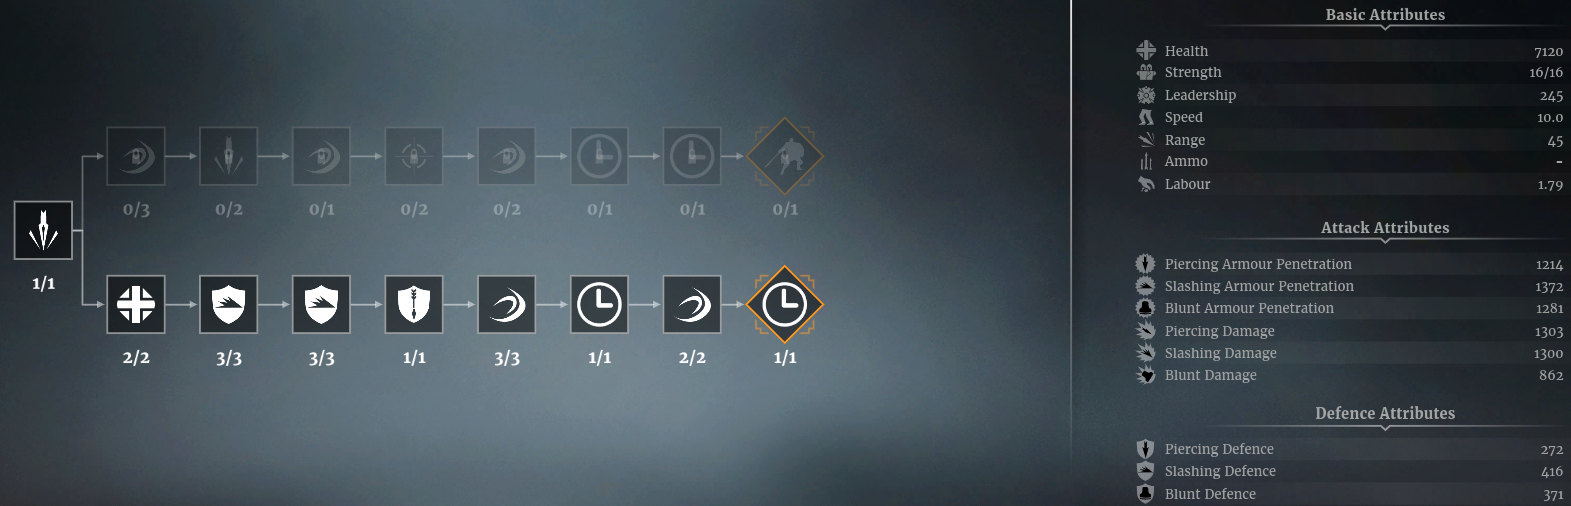 0/3 0/2 0/1 0/2 0/2 0/1 0/1 0/1
1/1
2/2 3/3 3/3 1/1 3/3 1/1 2/2 1/1
Basic Attributes
Health 7120
Strength 16/16
Leadership 245
Speed 10.0
Range 45
Ammo -
Labour 1.79
Attack Attributes
Piercing Armour Penetration 1214
Slashing Armour Penetration 1372
Blunt Armour Penetration 1281
Piercing Damage 1303
Slashing Damage 1300
Blunt Damage 862
Defence Attributes
Piercing Defence 272
Slashing Defence 416
Blunt Defence 371